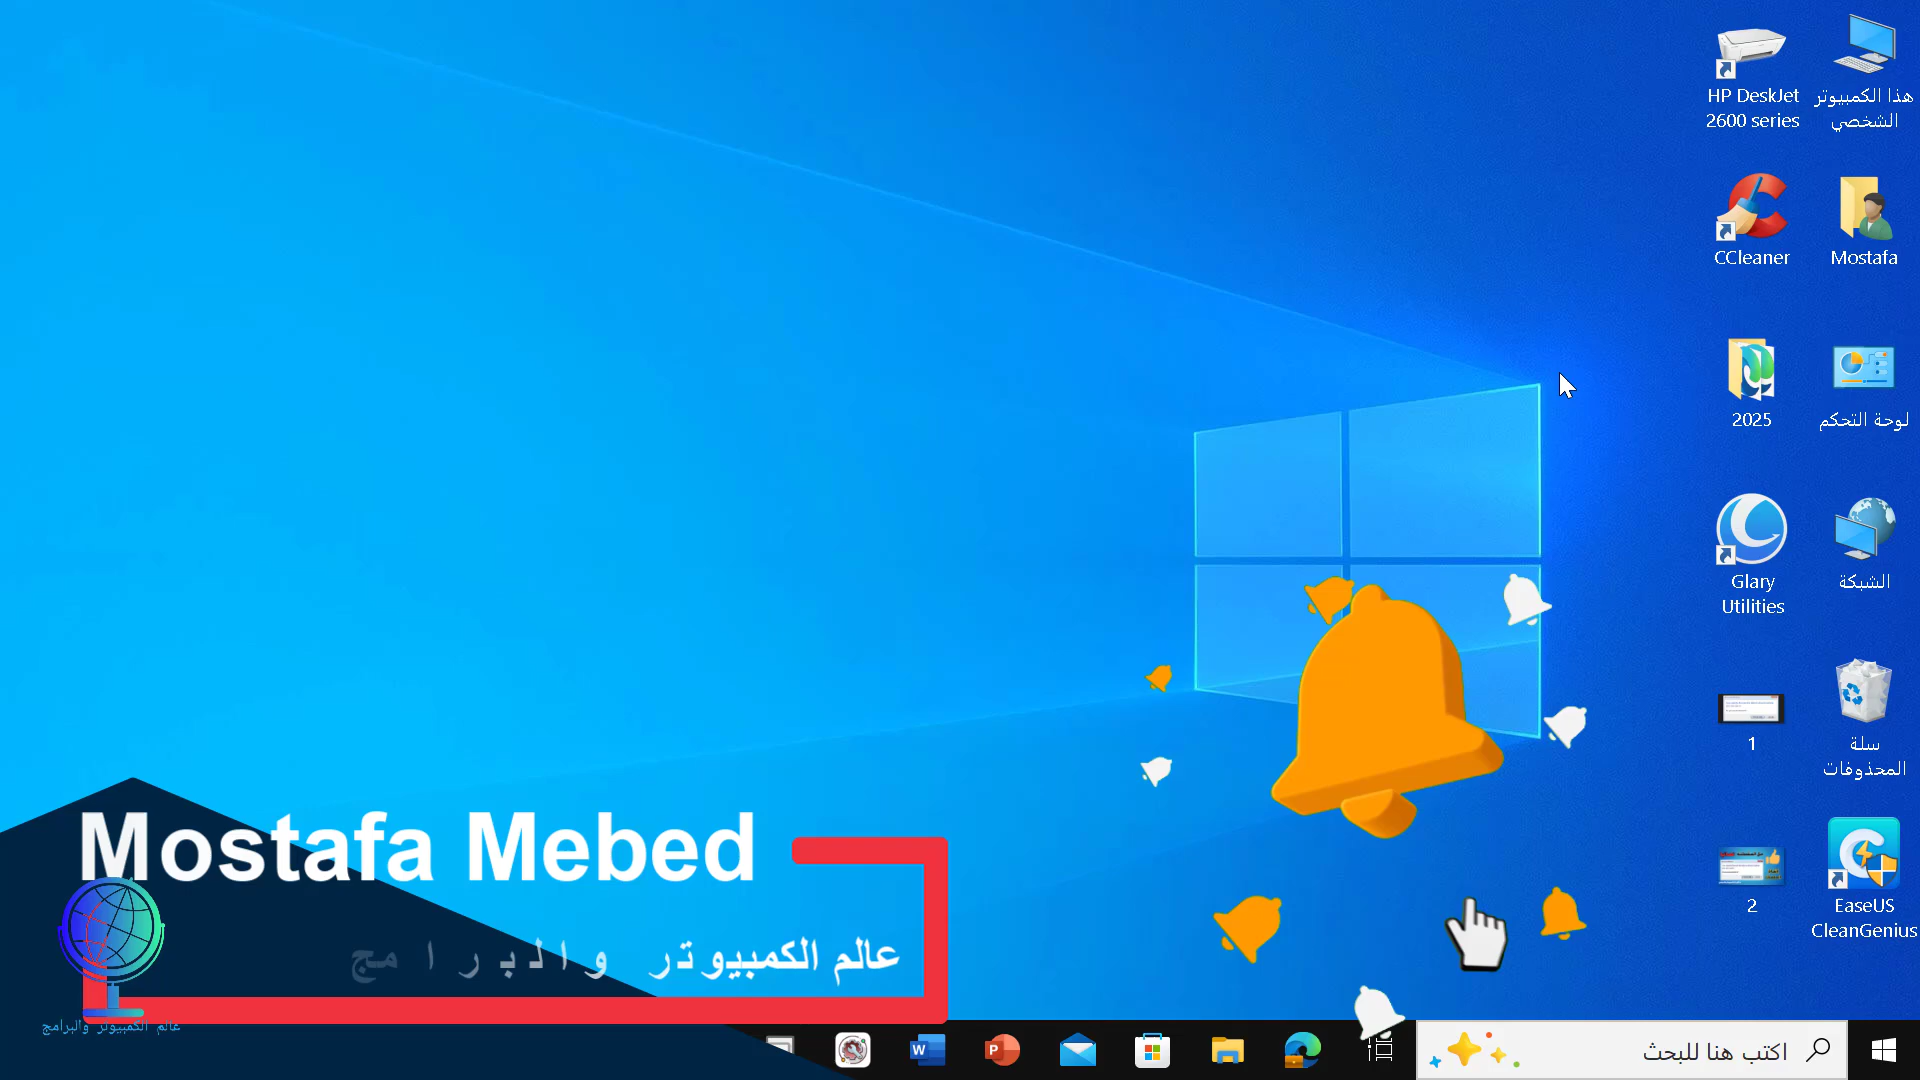 هذا الكمبيوتر
الشخصي
HP DeskJet
2600 series
Mostafa
CCleaner
لوحة التحكم
2025
الشبكة
Glary
Utilities
سلة
المحذوفات
1
EaseUS
CleanGenius
2
Mostafa Mebed
عالم الكمبيوتر والبرامج
عالم الكمبيوتر والبرامج
اكتب هنا للبحث
W
P